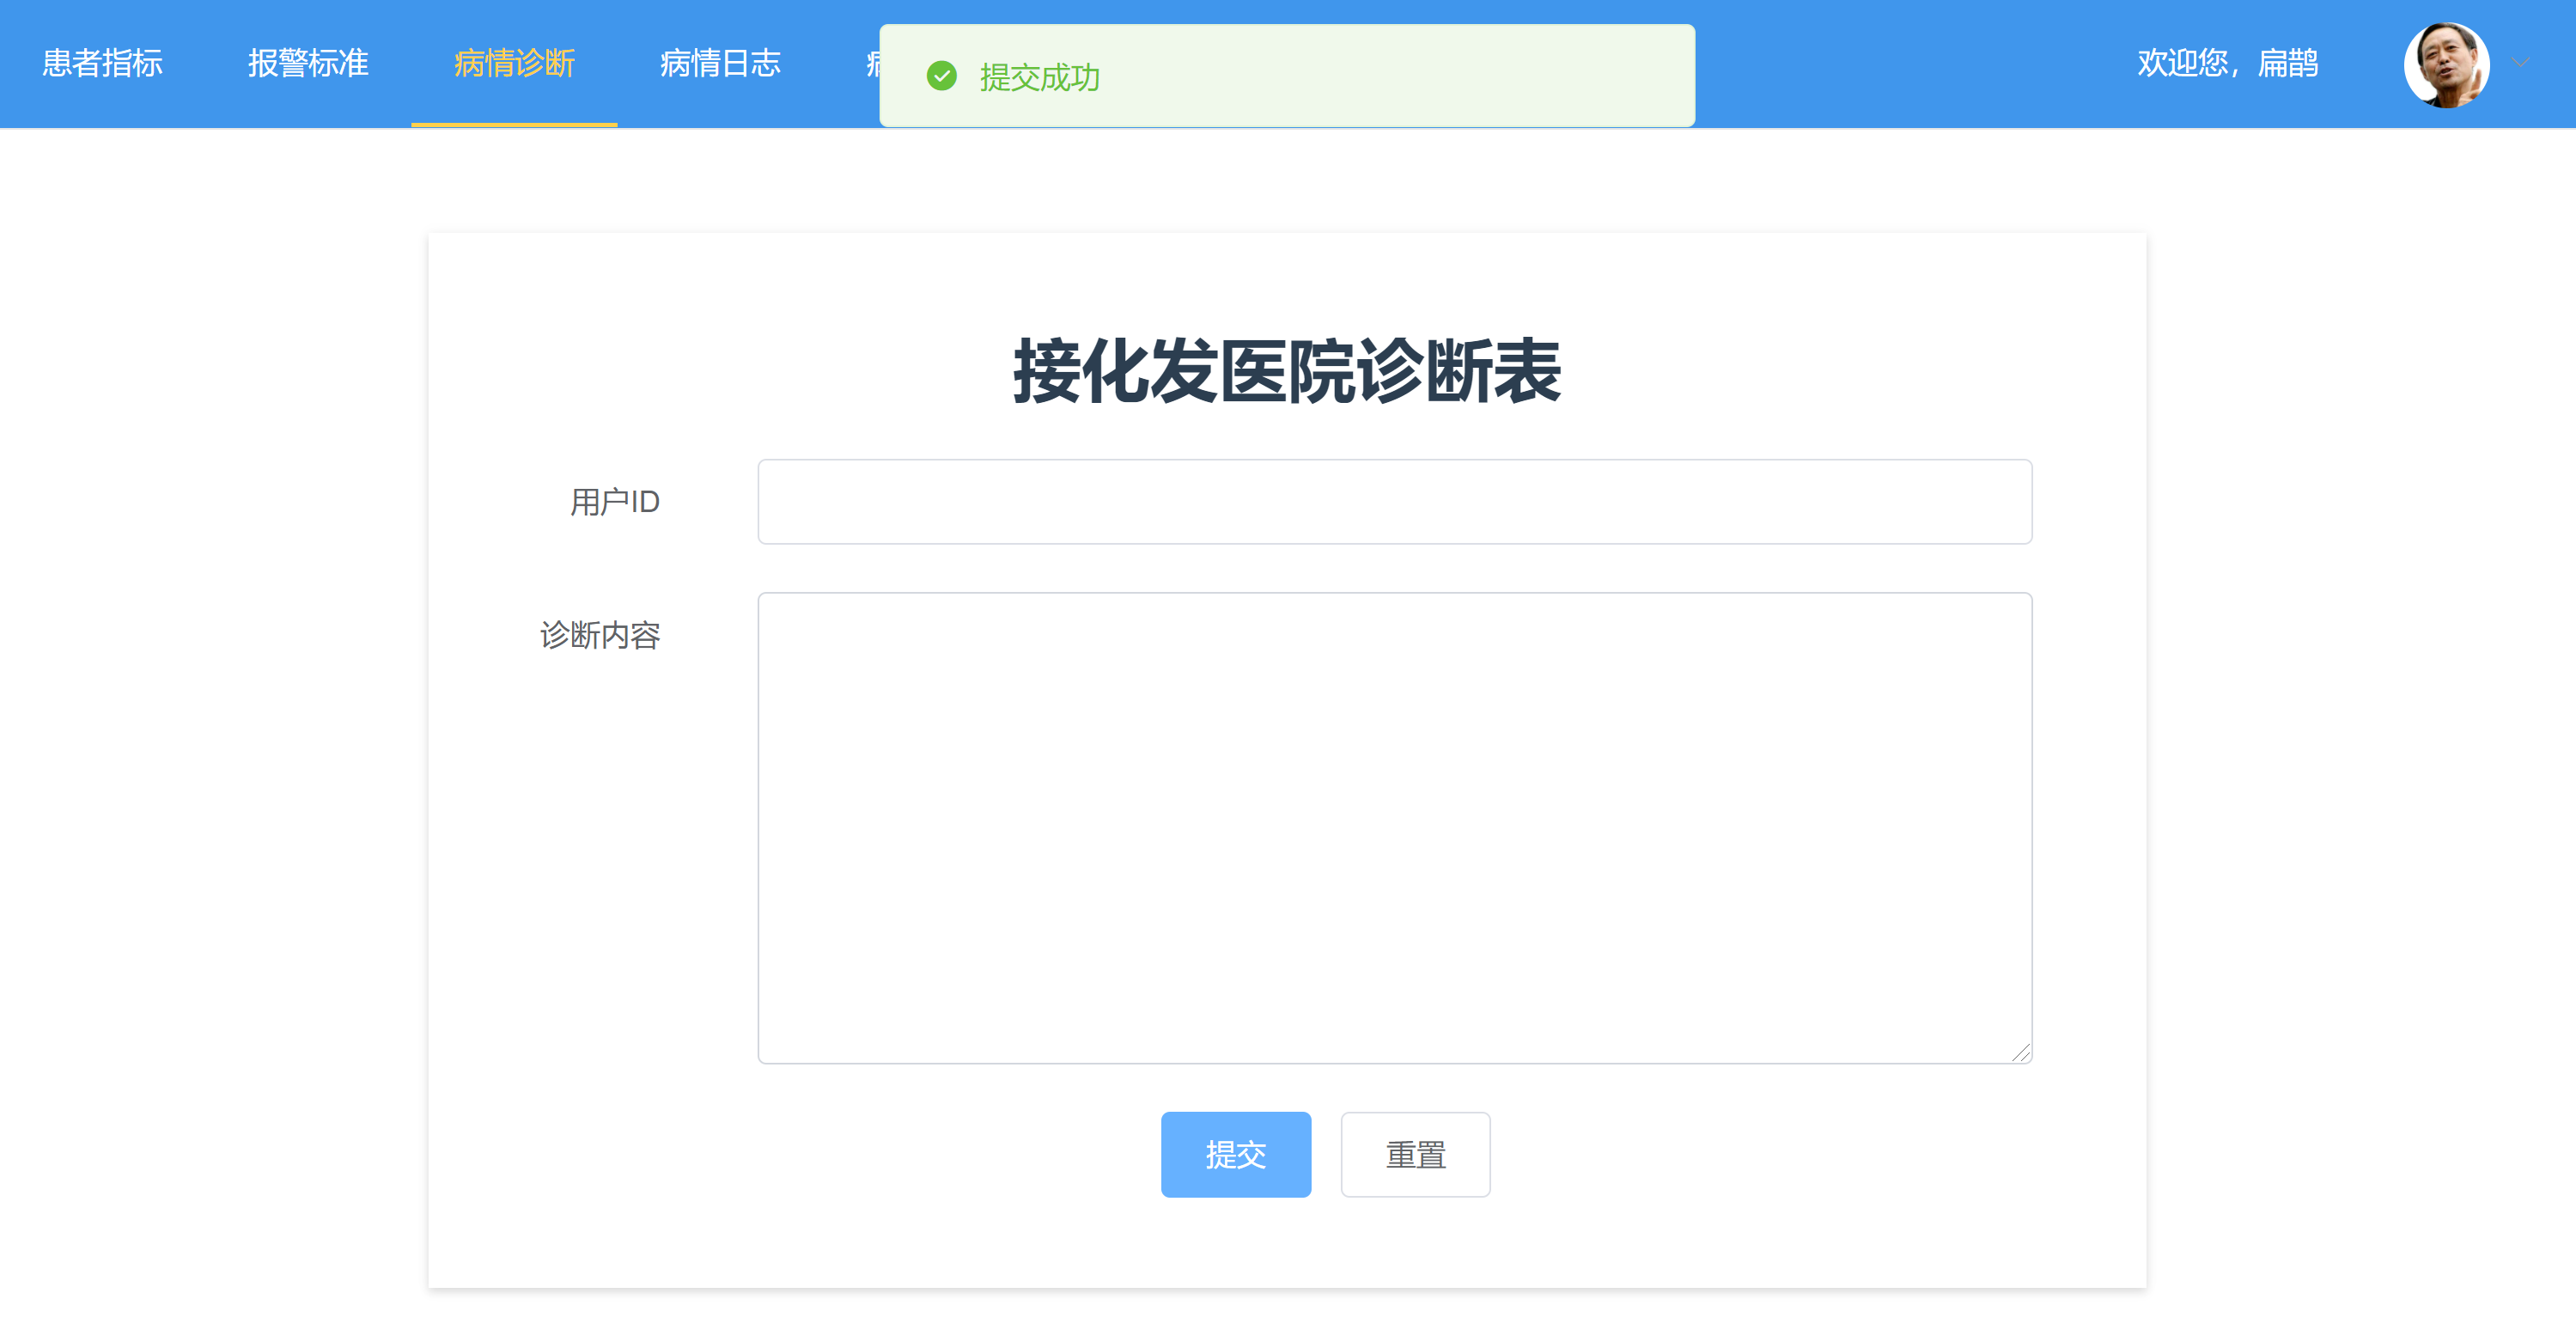 患者指标 报警标准 病情诊断 病情日志 提交成功 欢迎您，扁鹊
接化发医院诊断表
用户ID
诊断内容
提交 重置